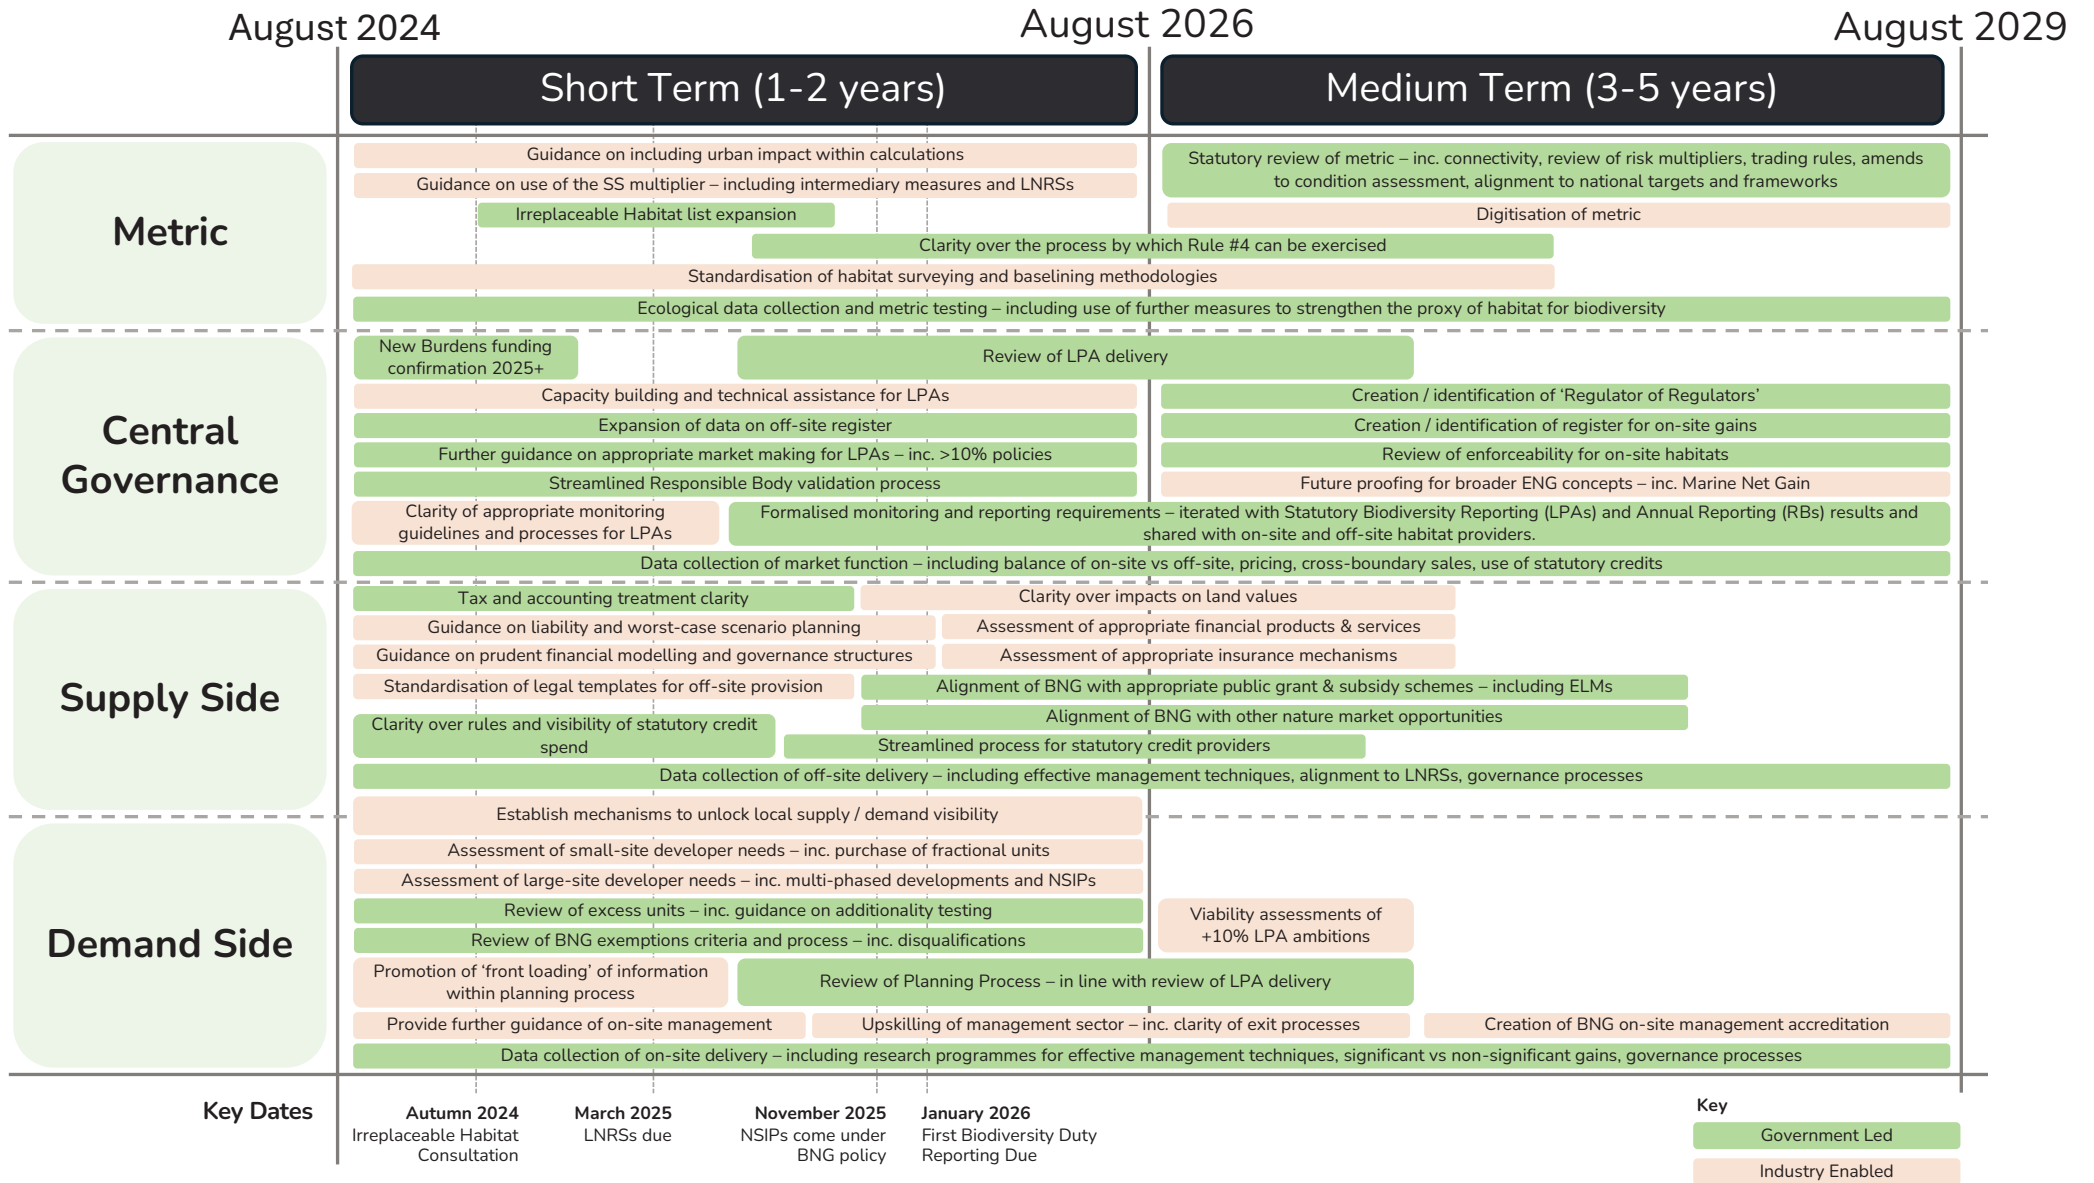 August 2024
August 2026
August 2029
Short Term (1-2 years)
Medium Term (3-5 years)
Metric
Guidance on including urban impact within calculations
Guidance on use of the SS multiplier – including intermediary measures and LNRSs
Statutory review of metric – inc. connectivity, review of risk multipliers, trading rules, amends
to condition assessment, alignment to national targets and frameworks
Irreplaceable Habitat list expansion
Digitisation of metric
Clarity over the process by which Rule #4 can be exercised
Standardisation of habitat surveying and baselining methodologies
Ecological data collection and metric testing – including use of further measures to strengthen the proxy of habitat for biodiversity
Central
Governance
New Burdens funding
confirmation 2025+
Review of LPA delivery
Capacity building and technical assistance for LPAs
Creation / identification of ‘Regulator of Regulators’
Expansion of data on off-site register
Creation / identification of register for on-site gains
Further guidance on appropriate market making for LPAs – inc. >10% policies
Review of enforceability for on-site habitats
Streamlined Responsible Body validation process
Future proofing for broader ENG concepts – inc. Marine Net Gain
Clarity of appropriate monitoring
guidelines and processes for LPAs
Formalised monitoring and reporting requirements – iterated with Statutory Biodiversity Reporting (LPAs) and Annual Reporting (RBs) results and
shared with on-site and off-site habitat providers.
Data collection of market function – including balance of on-site vs off-site, pricing, cross-boundary sales, use of statutory credits
Supply Side
Tax and accounting treatment clarity
Clarity over impacts on land values
Guidance on liability and worst-case scenario planning
Assessment of appropriate financial products & services
Guidance on prudent financial modelling and governance structures
Assessment of appropriate insurance mechanisms
Standardisation of legal templates for off-site provision
Alignment of BNG with appropriate public grant & subsidy schemes – including ELMs
Clarity over rules and visibility of statutory credit
spend
Alignment of BNG with other nature market opportunities
Streamlined process for statutory credit providers
Data collection of off-site delivery – including effective management techniques, alignment to LNRSs, governance processes
Establish mechanisms to unlock local supply / demand visibility
Demand Side
Assessment of small-site developer needs – inc. purchase of fractional units
Assessment of large-site developer needs – inc. multi-phased developments and NSIPs
Review of excess units – inc. guidance on additionality testing
Review of BNG exemptions criteria and process – inc. disqualifications
Viability assessments of
+10% LPA ambitions
Promotion of ‘front loading’ of information
within planning process
Review of Planning Process – in line with review of LPA delivery
Provide further guidance of on-site management
Upskilling of management sector – inc. clarity of exit processes
Creation of BNG on-site management accreditation
Data collection of on-site delivery – including research programmes for effective management techniques, significant vs non-significant gains, governance processes
Key Dates
Autumn 2024
Irreplaceable Habitat
Consultation
March 2025
LNRSs due
November 2025
NSIPs come under
BNG policy
January 2026
First Biodiversity Duty
Reporting Due
Key
Government Led
Industry Enabled